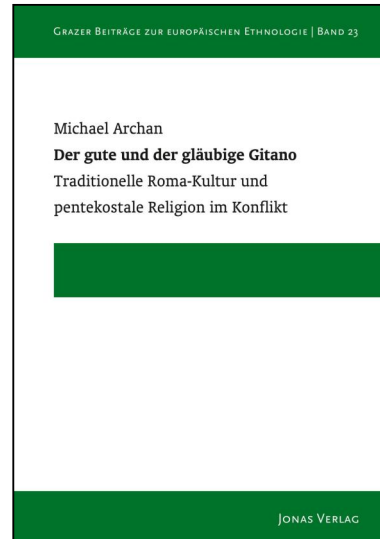 Grazer Beiträge zur europäischen Ethnologie | Band 23
Michael Archan
Der gute und der gläubige Gitano
Traditionelle Roma-Kultur und
pentekostale Religion im Konflikt
Jonas Verlag